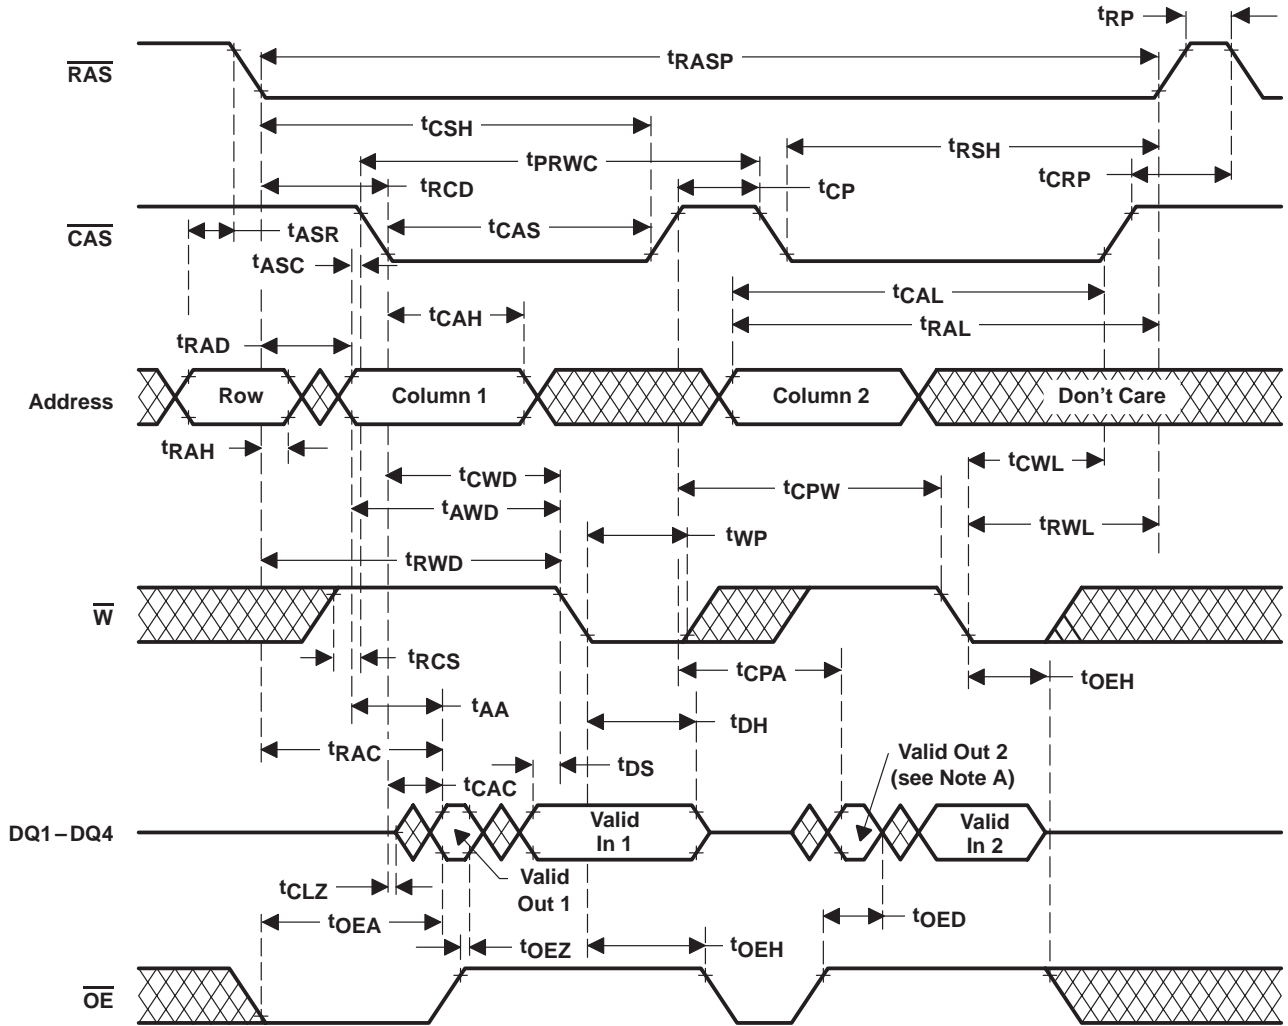 tRP
RAS
tRASP
tCSH
tRSH
tPRWC
tRCD
tCP
tCRP
CAS
tASR
tCAS
tASC
tCAL
tCAH
tRAL
tRAD
Address
Row
Column 1
Column 2
Don't Care
tRAH
tCWD
tCWL
tCPW
tAWD
tWP
tRWL
tRWD
W
tRCS
tCPA
tOEH
tAA
tDH
tRAC
tDS
Valid Out 2
(see Note A)
tCAC
DQ1–DQ4
Valid
In 1
Valid
In 2
tCLZ
Valid
Out 1
tOEA
tOED
tOEZ
tOEH
OE